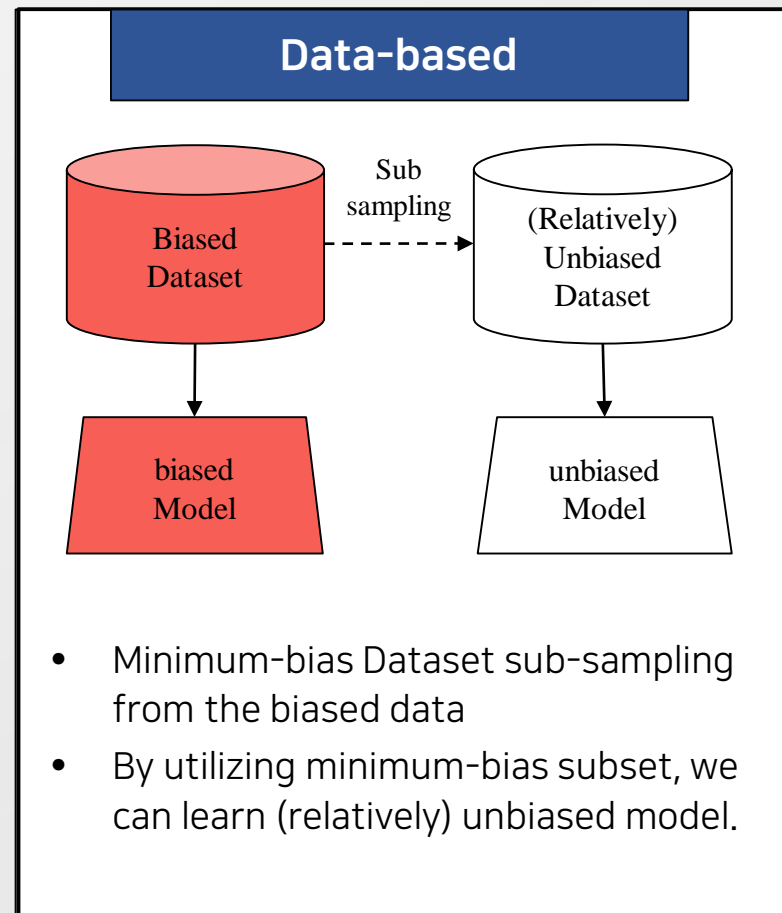 Data-based
Sub
sampling
Biased
Dataset
(Relatively)
Unbiased
Dataset
biased
Model
unbiased
Model
• Minimum-bias Dataset sub-sampling
from the biased data
• By utilizing minimum-bias subset, we
can learn (relatively) unbiased model.